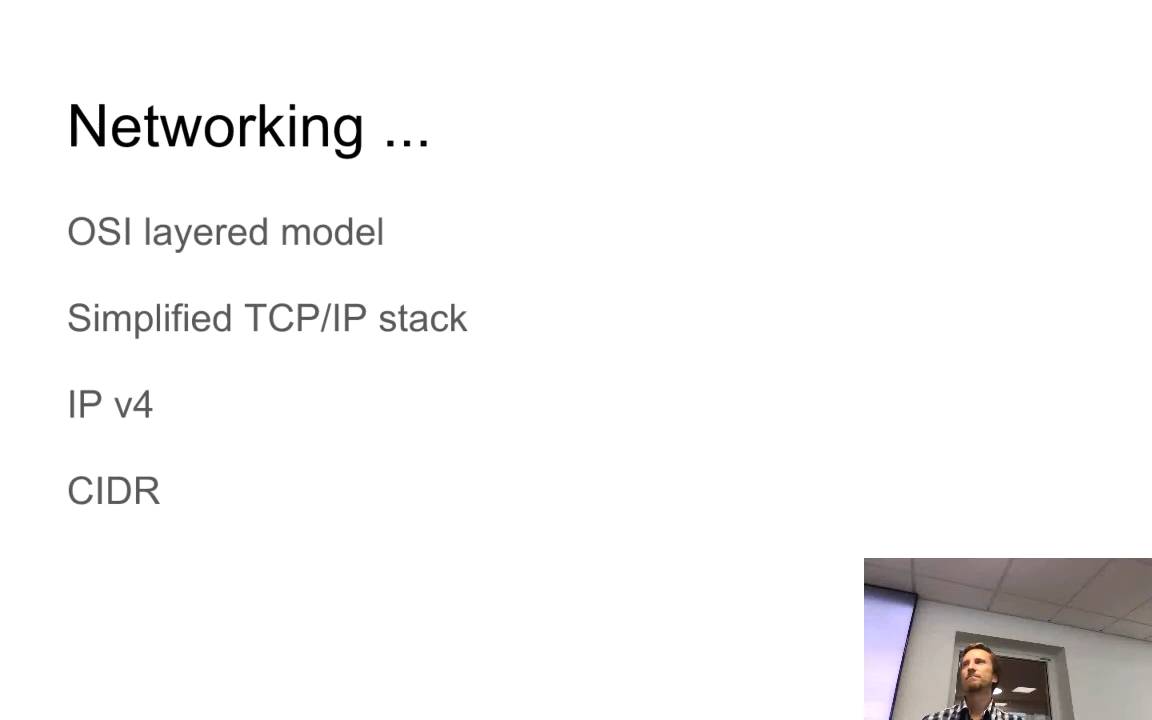 Networking ...
OSI layered model
Simplified TCP/IP stack
IP v4
CIDR